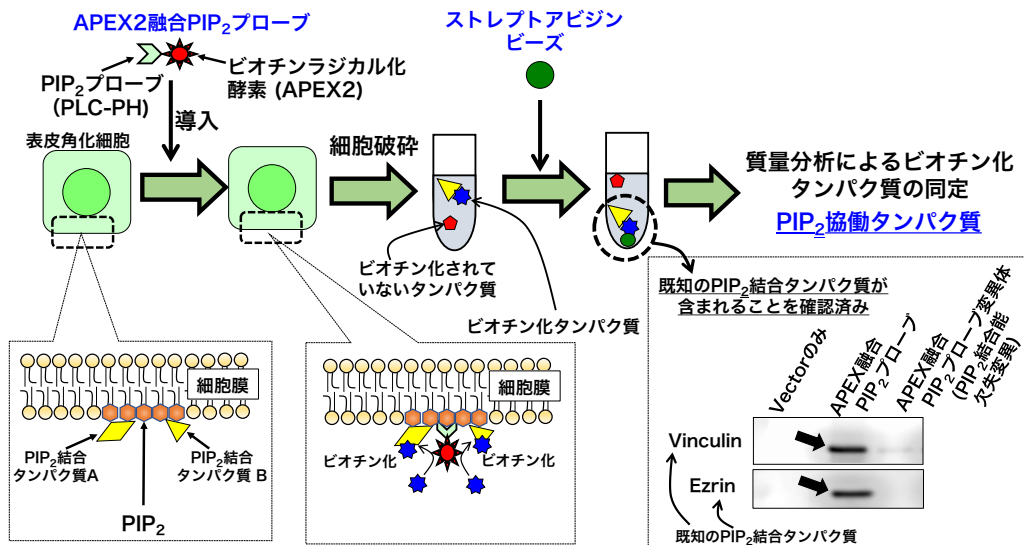 APEX2融合PIP2プローブ
PIP2プローブ
(PLC-PH)
ビオチンラジカル化
酵素 (APEX2)
導入
表皮角化細胞
細胞破砕
ストレプトアビジン
ビーズ
質量分析によるビオチン化
タンパク質の同定
PIP2協働タンパク質
ビオチン化されて
いないタンパク質
ビオチン化タンパク質
既知のPIP2結合タンパク質が
含まれることを確認済み
細胞膜
PIP2結合
タンパク質A
PIP2結合
タンパク質 B
PIP2
細胞膜
ビオチン化
ビオチン化
Vectorのみ
APEX融合
PIP2プローブ
APEX融合
PIP2プローブ変異体
(PIP2結合能
欠失変異)
Vinculin
Ezrin
既知のPIP2結合タンパク質